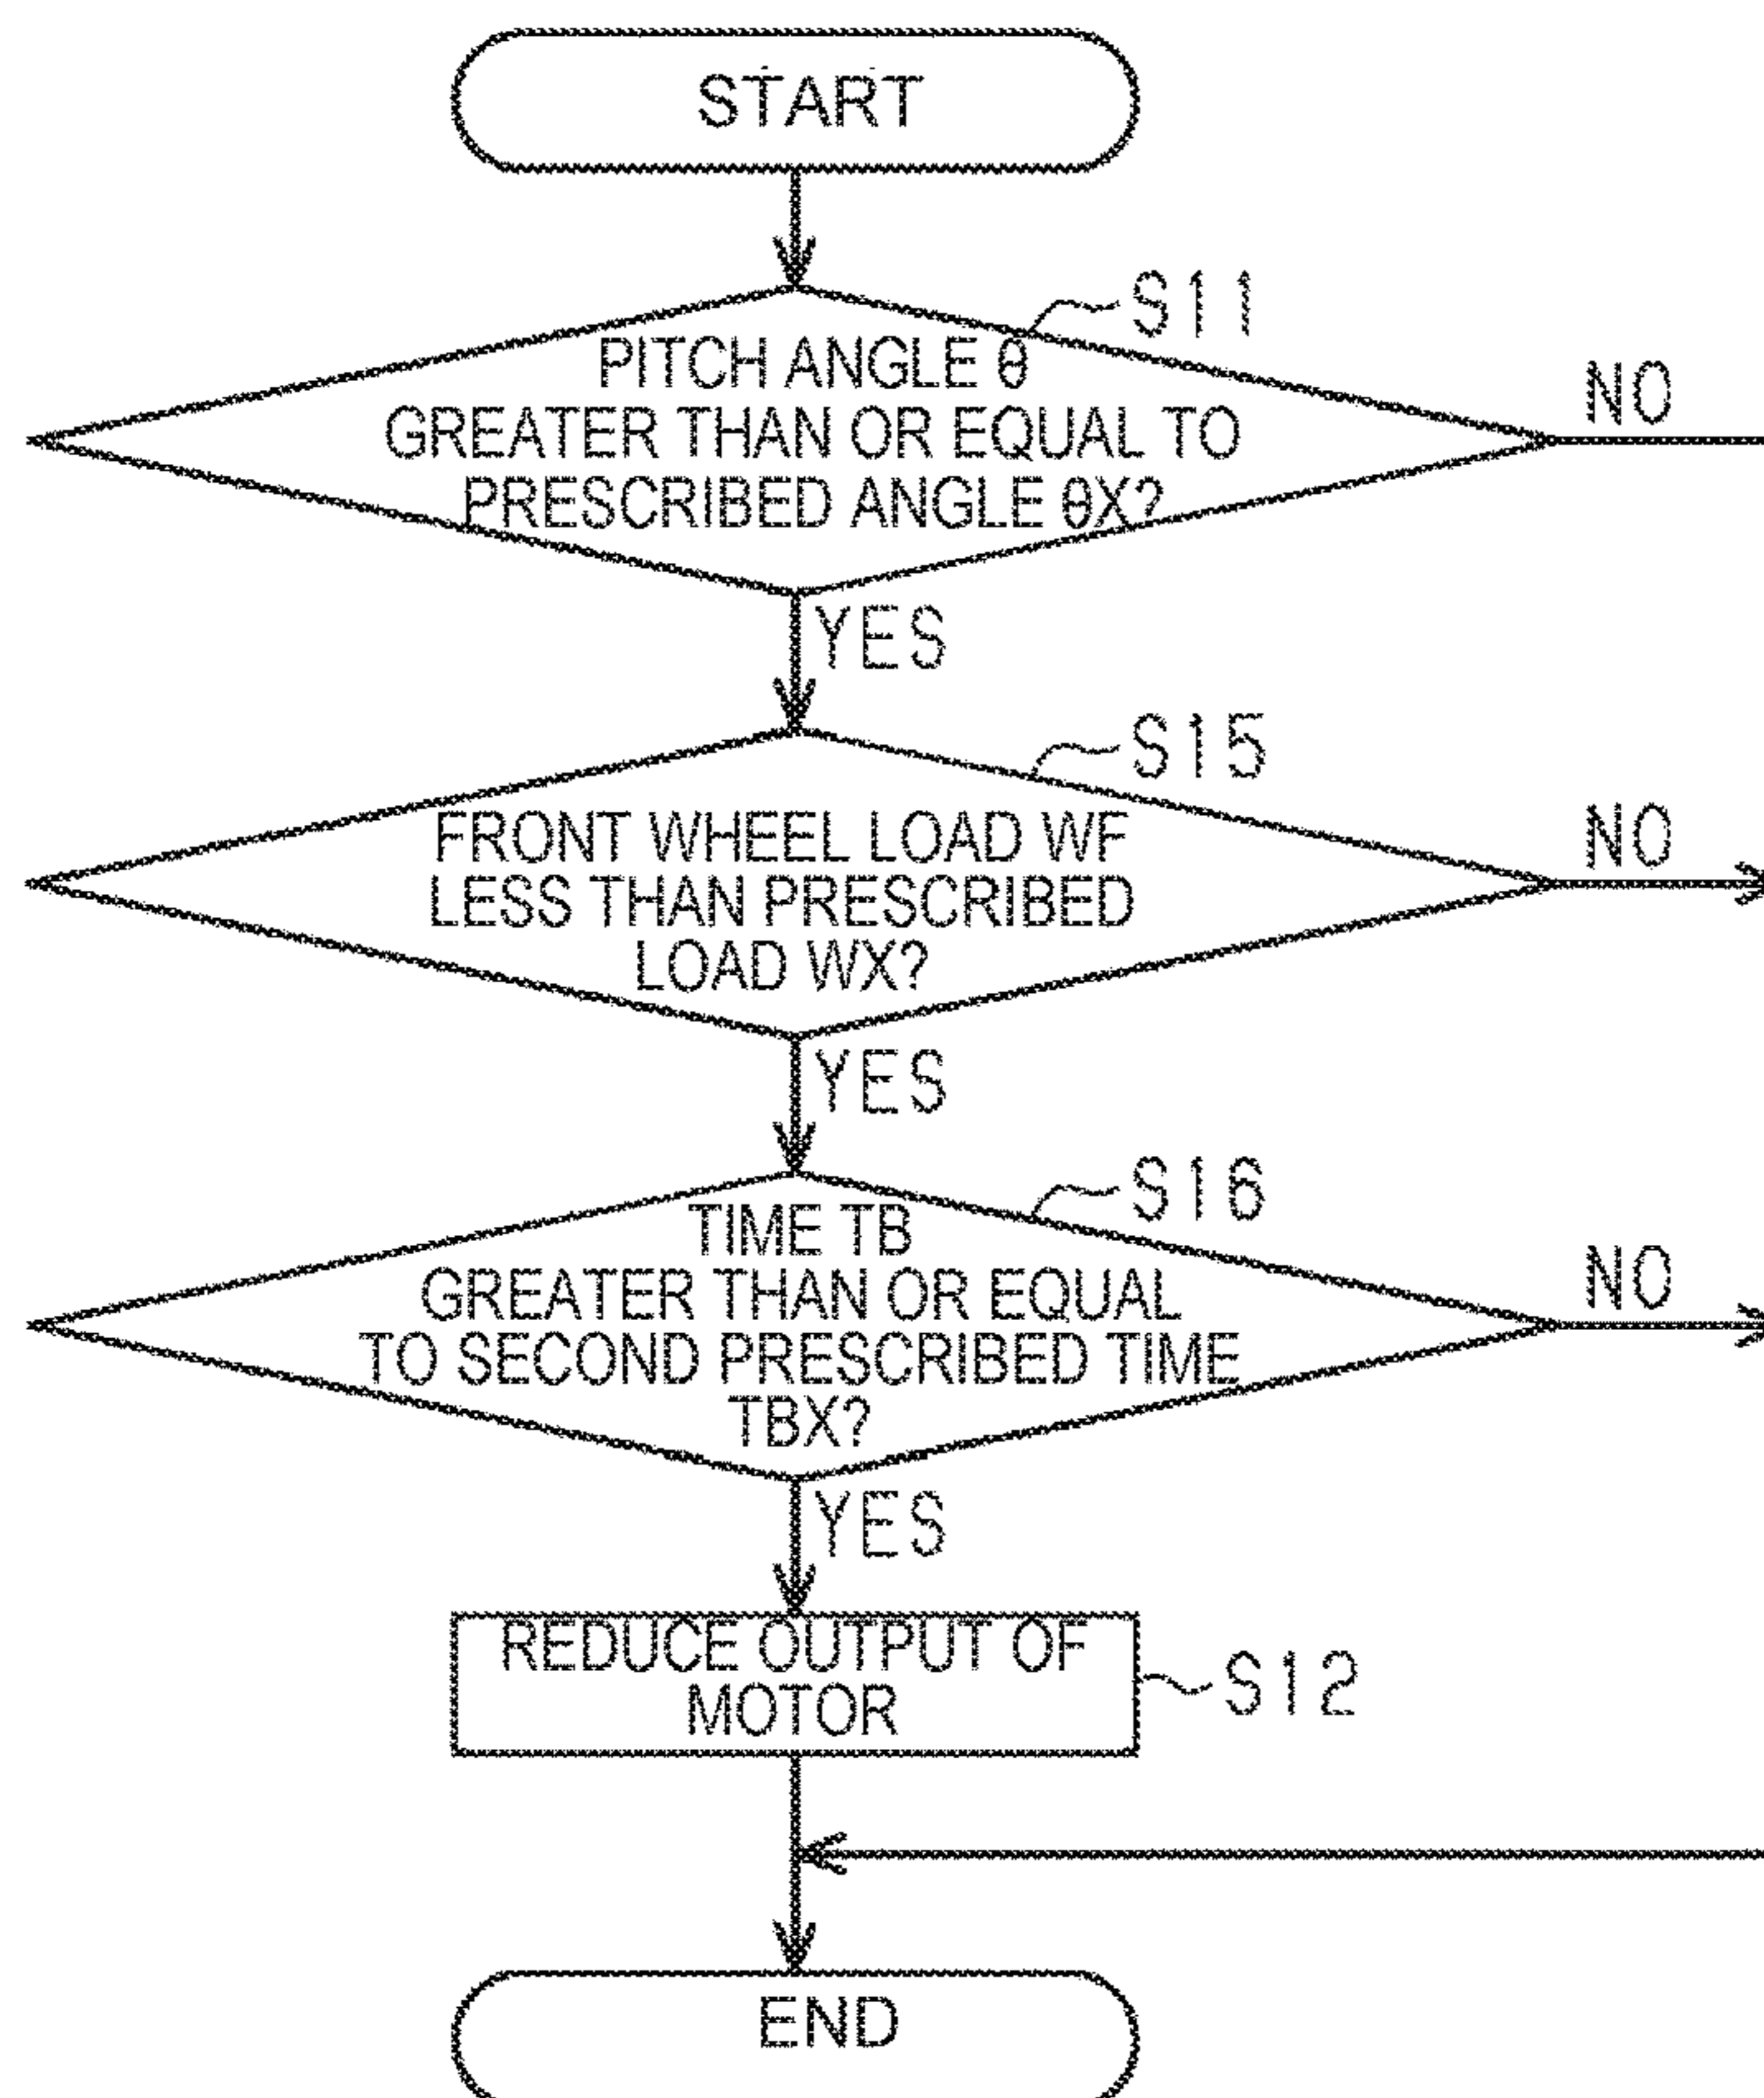 START
S11
PITCH ANGLE θ
GREATER THAN OR EQUAL TO
PRESCRIBED ANGLE θX?
NO
YES
S15
FRONT WHEEL LOAD WF
LESS THAN PRESCRIBED
LOAD WX?
NO
YES
S16
TIME TB
GREATER THAN OR EQUAL
TO SECOND PRESCRIBED TIME
TBX?
NO
YES
REDUCE OUTPUT OF
MOTOR
S12
END